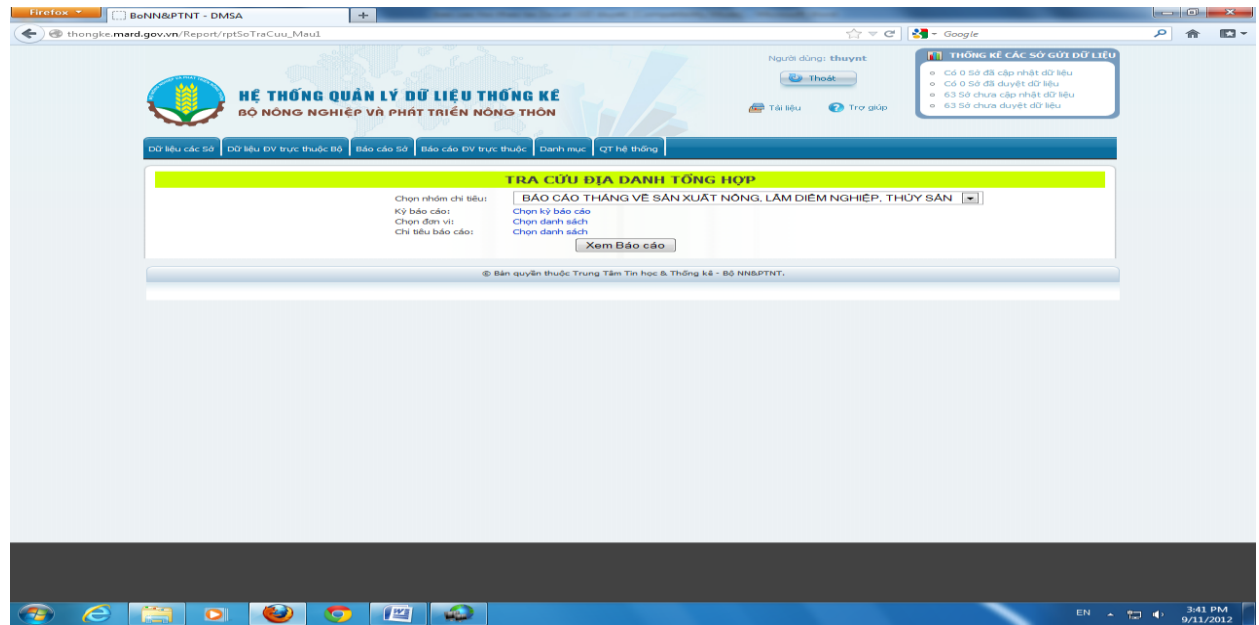 Firefox
BoNN&PTNT - DMSA
thongke.mard.gov.vn/Report/rptSoTraCuu_Mau1
Google
HỆ THỐNG QUẢN LÝ DỮ LIỆU THỐNG KÊ
BỘ NÔNG NGHIỆP VÀ PHÁT TRIỂN NÔNG THÔN
Người dùng: thuynt
Thoát
Tài liệu Trợ giúp
THỐNG KÊ CÁC SỞ GỬI DỮ LIỆU
Có 0 Sở đã cập nhật dữ liệu
Có 0 Sở đã duyệt dữ liệu
63 Sở chưa cập nhật dữ liệu
63 Sở chưa duyệt dữ liệu
Dữ liệu các Sở Dữ liệu ĐV trực thuộc Bộ Báo cáo Sở Báo cáo ĐV trực thuộc Danh mục QT hệ thống
TRA CỨU ĐỊA DANH TỔNG HỢP
Chọn nhóm chỉ tiêu: BÁO CÁO THÁNG VỀ SẢN XUẤT NÔNG, LÂM DIÊM NGHIỆP, THỦY SẢN
Kỳ báo cáo: Chọn kỳ báo cáo
Chọn đơn vị: Chọn danh sách
Chỉ tiêu báo cáo: Chọn danh sách
Xem Báo cáo
© Bản quyền thuộc Trung Tâm Tin học & Thống kê - Bộ NN&PTNT.
EN
3:41 PM
9/11/2012